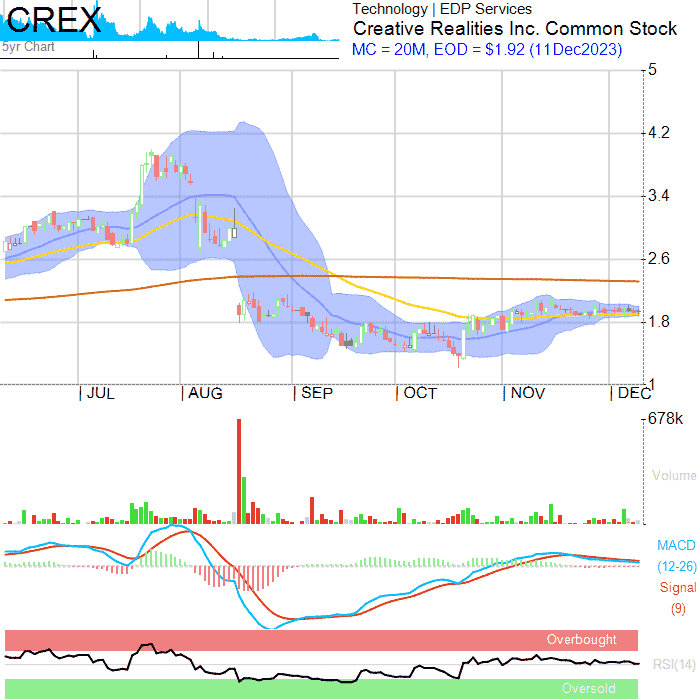 CREX
5yr Chart
Technology | EDP Services
Creative Realities Inc. Common Stock
MC = 20M, EOD = $1.92 (11Dec2023)
5
4.2
3.4
2.6
1.8
1
JUL AUG SEP OCT NOV DEC
678k
Volume
MACD
(12-26)
Signal
(9)
Overbought
RSI(14)
Oversold